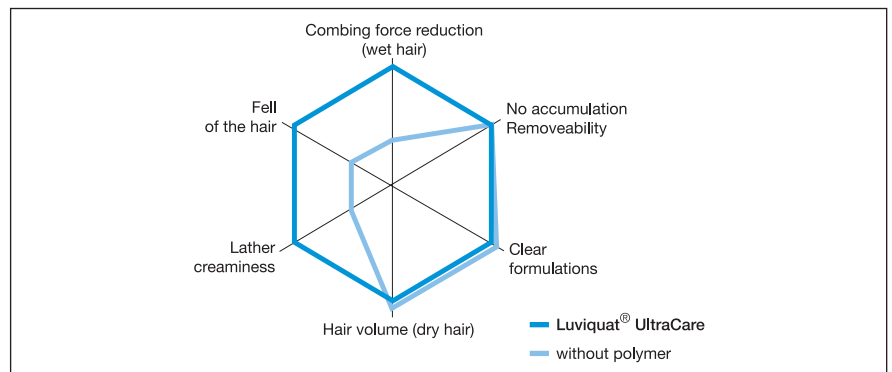 Combing force reduction
(wet hair)
Fell
of the hair
No accumulation
Removeability
Lather
creaminess
Clear
formulations
Hair volume (dry hair)
Luviquat® UltraCare
without polymer